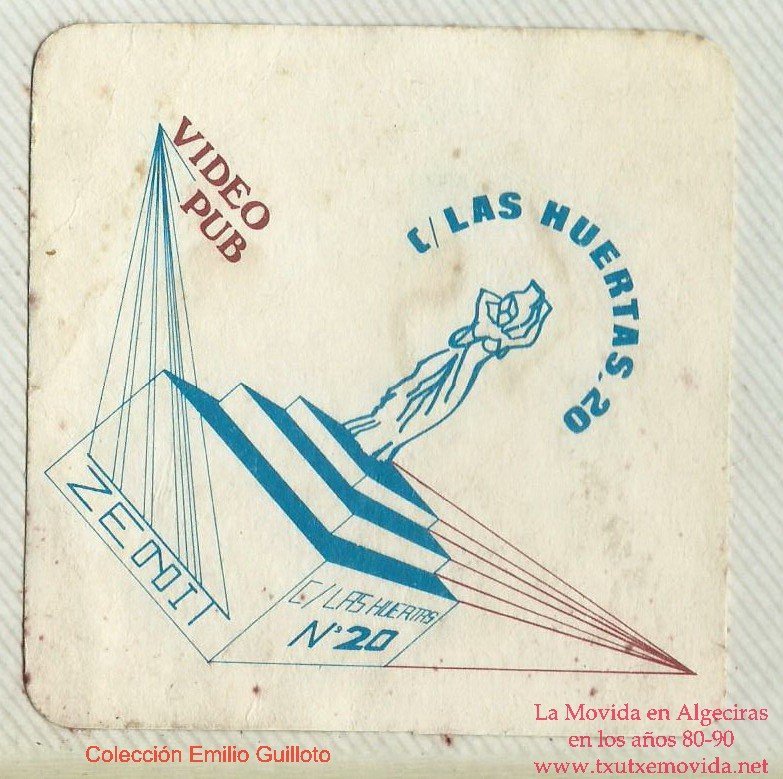 VIDEO
PUB
C/ LAS HUERTAS, 20
ZENIT
C/ LAS HUERTAS
Nº 20
Colección Emilio Guilloto
La Movida en Algeciras
en los años 80-90
www.txutxemovida.net